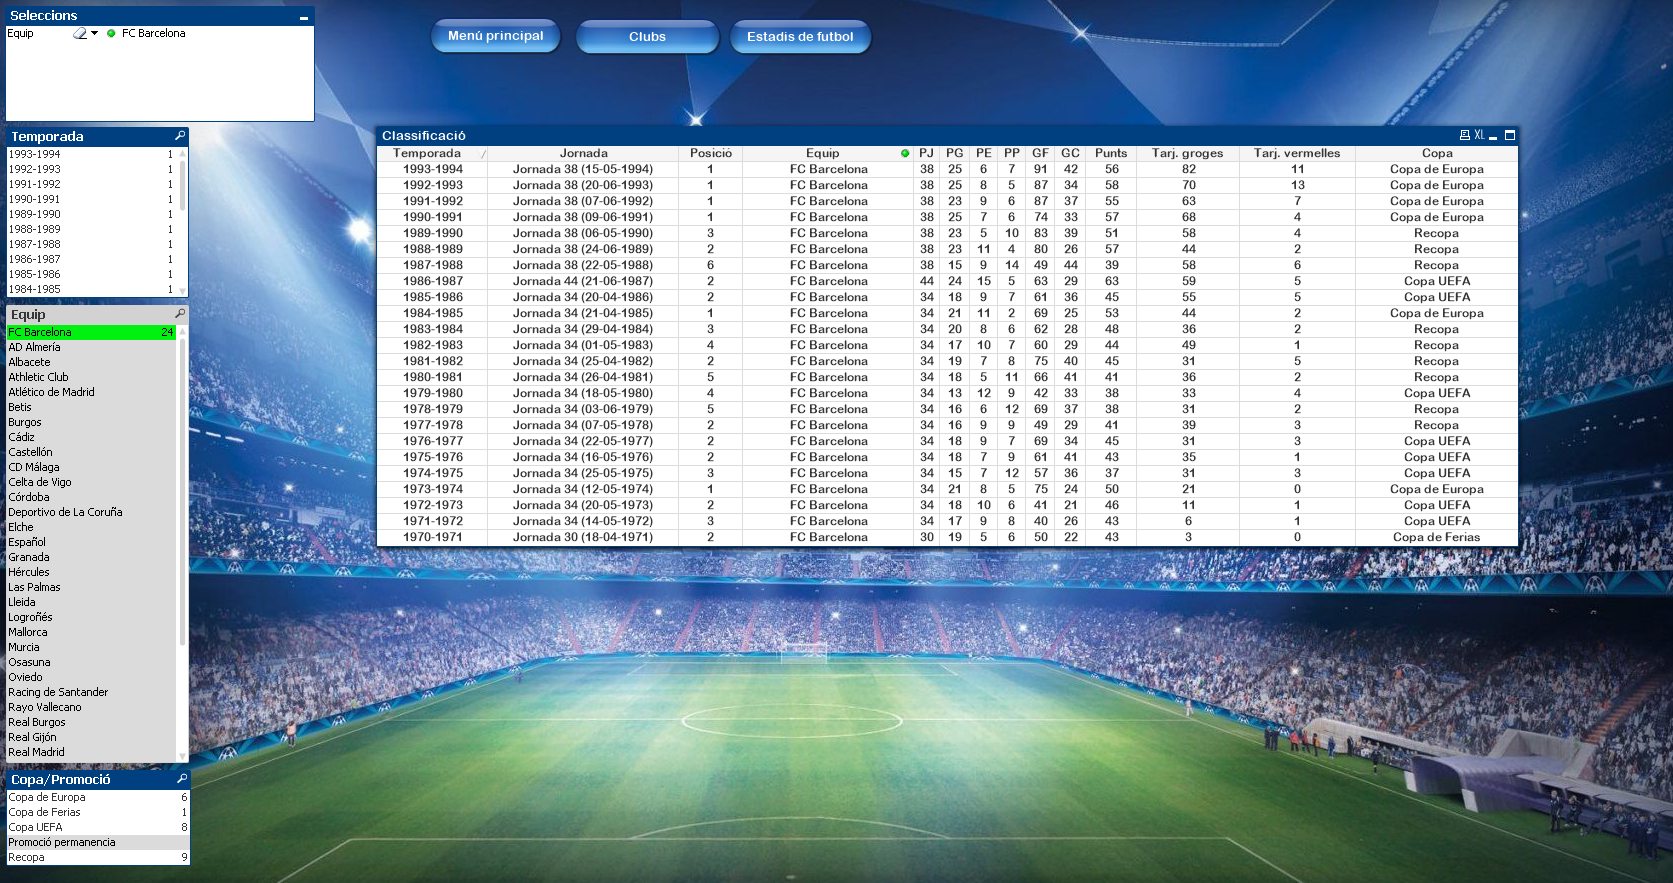 Seleccions
Equip FC Barcelona
Menú principal Clubs Estadis de futbol
Temporada
1993-1994 1
1992-1993 1
1991-1992 1
1990-1991 1
1989-1990 1
1988-1989 1
1987-1988 1
1986-1987 1
1985-1986 1
1984-1985 1
Equip
FC Barcelona 24
AD Almería
Albacete
Athletic Club
Atlético de Madrid
Betis
Burgos
Cádiz
Castellón
CD Málaga
Celta de Vigo
Córdoba
Deportivo de La Coruña
Elche
Español
Granada
Hércules
Las Palmas
Lleida
Logroñés
Mallorca
Murcia
Osasuna
Oviedo
Racing de Santander
Rayo Vallecano
Real Burgos
Real Gijón
Real Madrid
Copa/Promoció
Copa de Europa 6
Copa de Ferias 1
Copa UEFA 8
Promoció permanencia
Recopa 9
Classificació XL
Temporada Jornada Posició Equip PJ PG PE PP GF GC Punts Tarj. groges Tarj. vermelles Copa
1993-1994 Jornada 38 (15-05-1994) 1 FC Barcelona 38 25 6 7 91 42 56 82 11 Copa de Europa
1992-1993 Jornada 38 (20-06-1993) 1 FC Barcelona 38 25 8 5 87 34 58 70 13 Copa de Europa
1991-1992 Jornada 38 (07-06-1992) 1 FC Barcelona 38 23 9 6 87 37 55 63 7 Copa de Europa
1990-1991 Jornada 38 (09-06-1991) 1 FC Barcelona 38 25 7 6 74 33 57 68 4 Copa de Europa
1989-1990 Jornada 38 (06-05-1990) 3 FC Barcelona 38 23 5 10 83 39 51 58 4 Recopa
1988-1989 Jornada 38 (24-06-1989) 2 FC Barcelona 38 23 11 4 80 26 57 44 2 Recopa
1987-1988 Jornada 38 (22-05-1988) 6 FC Barcelona 38 15 9 14 49 44 39 58 6 Recopa
1986-1987 Jornada 44 (21-06-1987) 2 FC Barcelona 44 24 15 5 63 29 63 59 5 Copa UEFA
1985-1986 Jornada 34 (20-04-1986) 2 FC Barcelona 34 18 9 7 61 36 45 55 5 Copa UEFA
1984-1985 Jornada 34 (21-04-1985) 1 FC Barcelona 34 21 11 2 69 25 53 44 2 Copa de Europa
1983-1984 Jornada 34 (29-04-1984) 3 FC Barcelona 34 20 8 6 62 28 48 36 2 Recopa
1982-1983 Jornada 34 (01-05-1983) 4 FC Barcelona 34 17 10 7 60 29 44 49 1 Recopa
1981-1982 Jornada 34 (25-04-1982) 2 FC Barcelona 34 19 7 8 75 40 45 31 5 Recopa
1980-1981 Jornada 34 (26-04-1981) 5 FC Barcelona 34 18 5 11 66 41 41 36 2 Recopa
1979-1980 Jornada 34 (18-05-1980) 4 FC Barcelona 34 13 12 9 42 33 38 33 4 Copa UEFA
1978-1979 Jornada 34 (03-06-1979) 5 FC Barcelona 34 16 6 12 69 37 38 31 2 Recopa
1977-1978 Jornada 34 (07-05-1978) 2 FC Barcelona 34 16 9 9 49 29 41 39 3 Recopa
1976-1977 Jornada 34 (22-05-1977) 2 FC Barcelona 34 18 9 7 69 34 45 31 3 Copa UEFA
1975-1976 Jornada 34 (16-05-1976) 2 FC Barcelona 34 18 7 9 61 41 43 35 1 Copa UEFA
1974-1975 Jornada 34 (25-05-1975) 3 FC Barcelona 34 15 7 12 57 36 37 31 3 Copa UEFA
1973-1974 Jornada 34 (12-05-1974) 1 FC Barcelona 34 21 8 5 75 24 50 21 0 Copa de Europa
1972-1973 Jornada 34 (20-05-1973) 2 FC Barcelona 34 18 10 6 41 21 46 11 1 Copa UEFA
1971-1972 Jornada 34 (14-05-1972) 3 FC Barcelona 34 17 9 8 40 26 43 6 1 Copa UEFA
1970-1971 Jornada 30 (18-04-1971) 2 FC Barcelona 30 19 5 6 50 22 43 3 0 Copa de Ferias